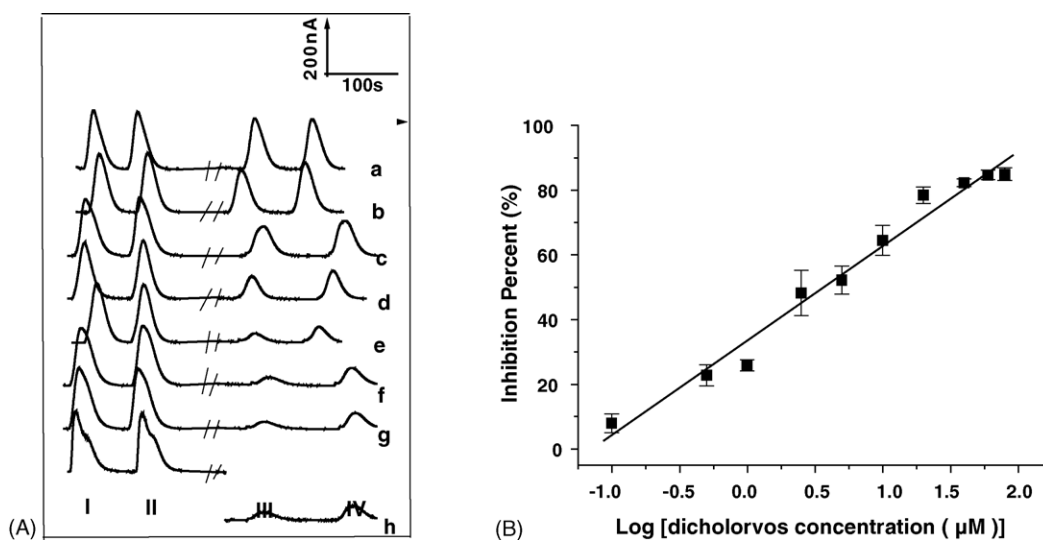 200nA
100s
a
b
c
d
e
f
g
I II III IV
h
(A)
100
80
60
40
20
0
Inhibition Percent (%)
-1.0 -0.5 0.0 0.5 1.0 1.5 2.0
Log [dicholorvos concentration ( µM )]
(B)